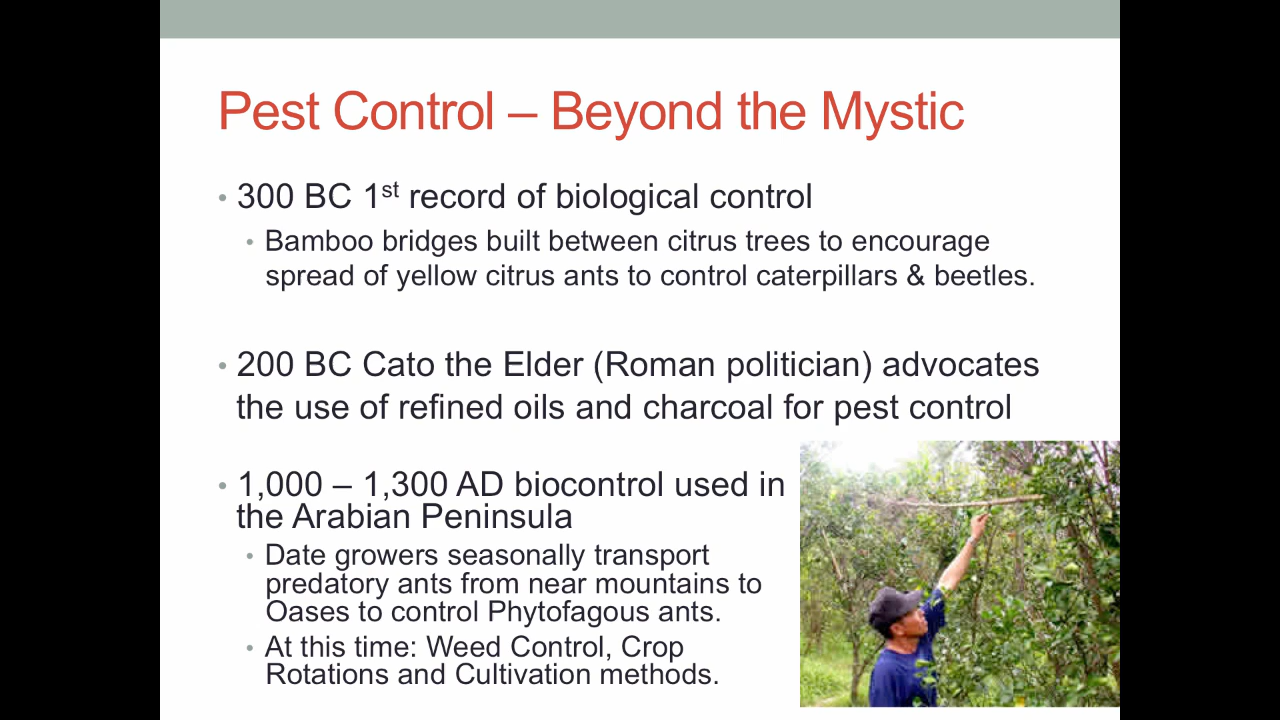 Pest Control – Beyond the Mystic
• 300 BC 1st record of biological control
• Bamboo bridges built between citrus trees to encourage
spread of yellow citrus ants to control caterpillars & beetles.
• 200 BC Cato the Elder (Roman politician) advocates
the use of refined oils and charcoal for pest control
• 1,000 – 1,300 AD biocontrol used in
the Arabian Peninsula
• Date growers seasonally transport
predatory ants from near mountains to
Oases to control Phytofagous ants.
• At this time: Weed Control, Crop
Rotations and Cultivation methods.